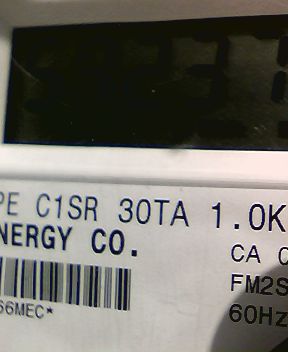 PE C1SR 30TA 1.0K
NERGY CO.
CA
FM2S
66MEC*
60Hz